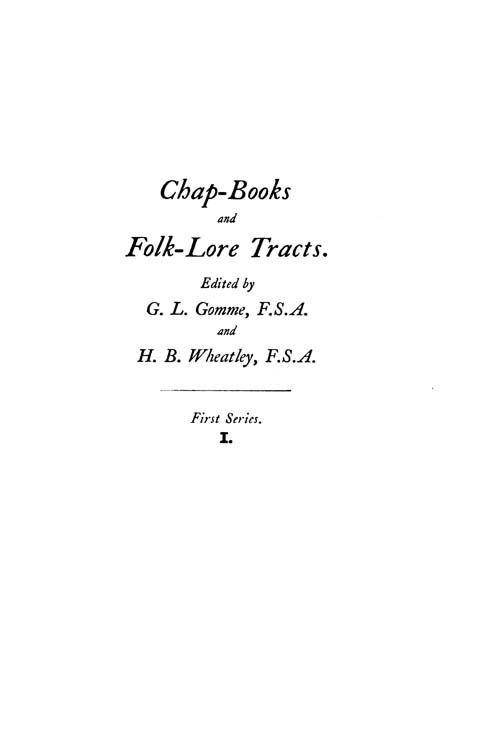 Chap-Books
and
Folk-Lore Tracts.
Edited by
G. L. Gomme, F.S.A.
and
H. B. Wheatley, F.S.A.
First Series.
I.